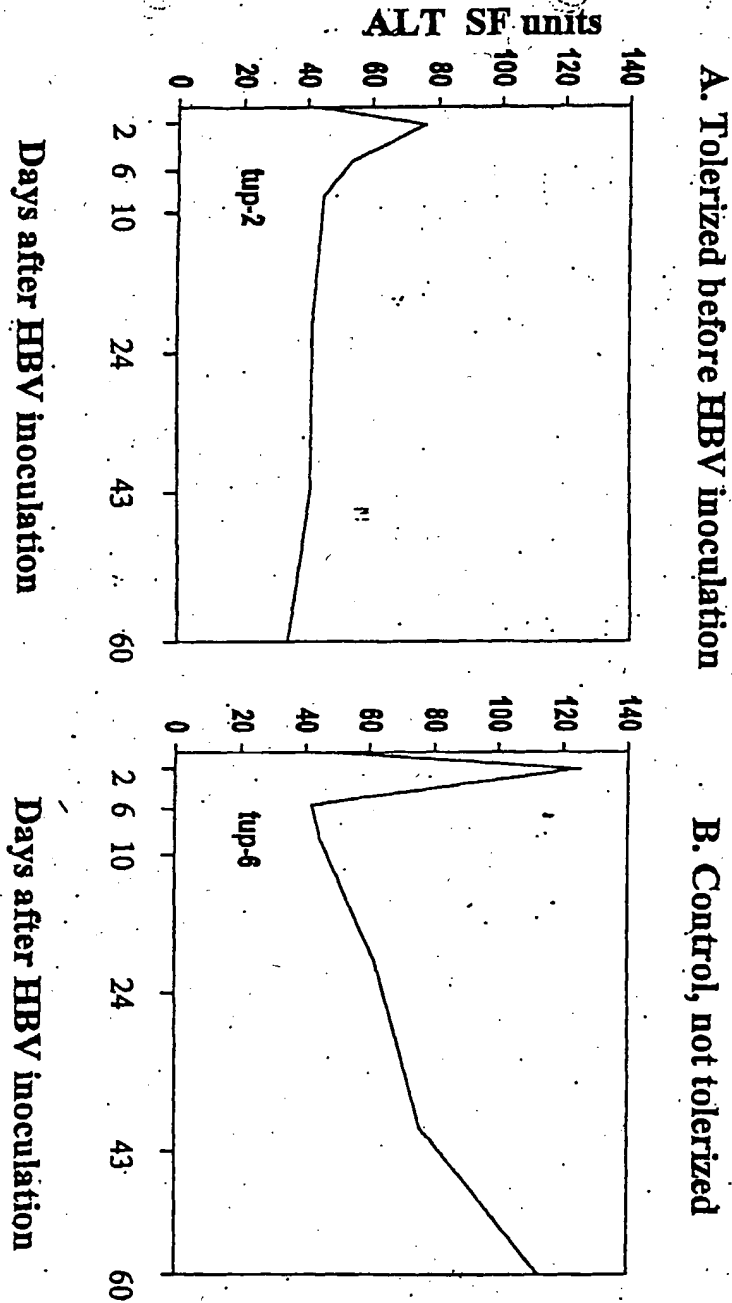 A. Tolerized before HBV inoculation
ALT SF units
140
120
100
80
60
40
20
0
tup-2
2 6 10 24 43 60
Days after HBV inoculation
B. Control, not tolerized
140
120
100
80
60
40
20
0
tup-6
2 6 10 24 43 60
Days after HBV inoculation